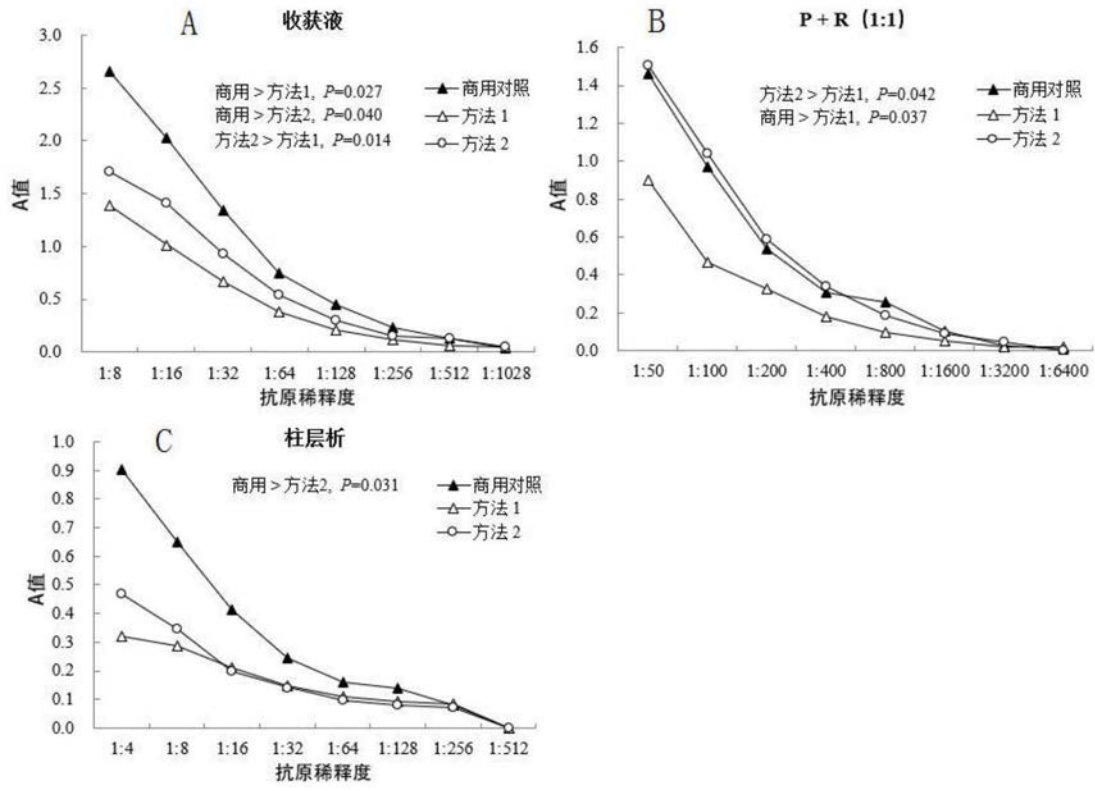 A
收获液
3.0
2.5
2.0
1.5
1.0
0.5
0.0
A值
商用＞方法1, P=0.027
商用＞方法2, P=0.040
方法2＞方法1, P=0.014
商用对照
方法 1
方法 2
1:8 1:16 1:32 1:64 1:128 1:256 1:512 1:1028
抗原稀释度
B
P + R (1:1)
1.6
1.4
1.2
1.0
0.8
0.6
0.4
0.2
0.0
A值
方法2＞方法1, P=0.042
商用＞方法1, P=0.037
商用对照
方法 1
方法 2
1:50 1:100 1:200 1:400 1:800 1:1600 1:3200 1:6400
抗原稀释度
C
柱层析
1.0
0.9
0.8
0.7
0.6
0.5
0.4
0.3
0.2
0.1
0.0
A值
商用＞方法2, P=0.031
商用对照
方法 1
方法 2
1:4 1:8 1:16 1:32 1:64 1:128 1:256 1:512
抗原稀释度